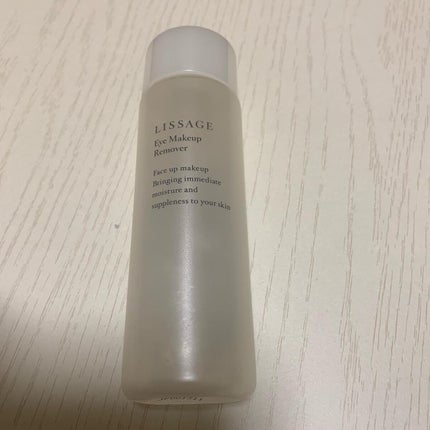 LISSAGE
Eye Makeup
Remover
Face up makeup
Bringing immediate
moisture and
suppleness to your skin